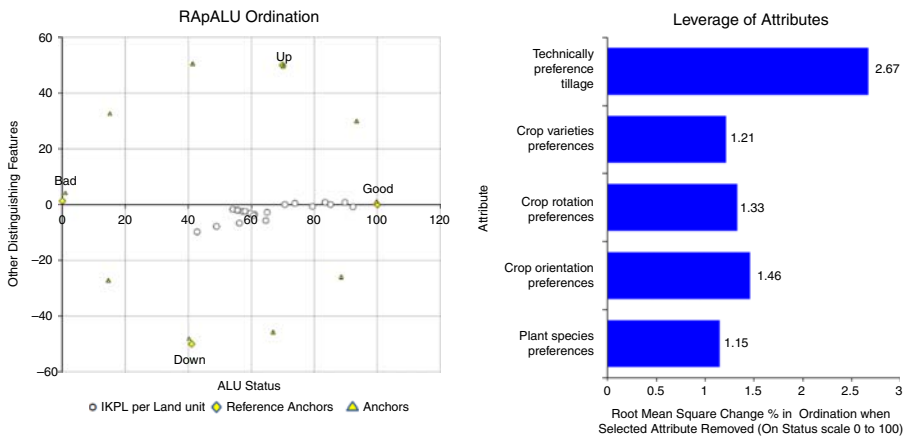 RApALU Ordination
60
40
20
0
−20
−40
−60
0
20
40
60
80
100
120
Up
Bad
Good
Down
Other Distinguishing Features
ALU Status
IKPL per Land unit
Reference Anchors
Anchors
Leverage of Attributes
Attribute
Technically
preference
tillage
2.67
Crop varieties
preferences
1.21
Crop rotation
preferences
1.33
Crop orientation
preferences
1.46
Plant species
preferences
1.15
0
0.5
1
1.5
2
2.5
3
Root Mean Square Change % in Ordination when
Selected Attribute Removed (On Status scale 0 to 100)